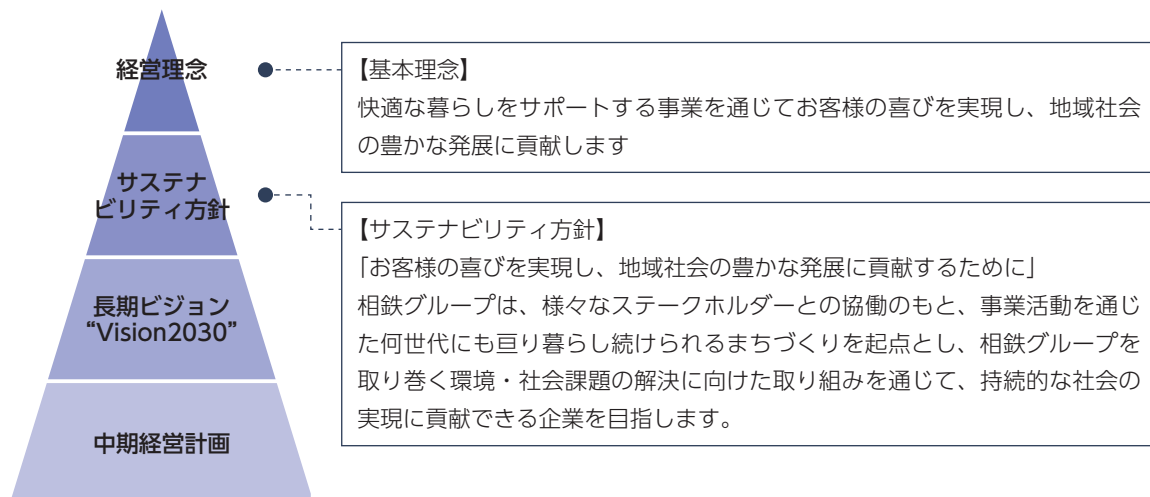 経営理念
【基本理念】
快適な暮らしをサポートする事業を通じてお客様の喜びを実現し、地域社会
の豊かな発展に貢献します
サステナ
ビリティ方針
【サステナビリティ方針】
「お客様の喜びを実現し、地域社会の豊かな発展に貢献するために」
相鉄グループは、様々なステークホルダーとの協働のもと、事業活動を通じ
た何世代にも亘り暮らし続けられるまちづくりを起点とし、相鉄グループを
取り巻く環境・社会課題の解決に向けた取り組みを通じて、持続的な社会の
実現に貢献できる企業を目指します。
長期ビジョン
“Vision2030”
中期経営計画